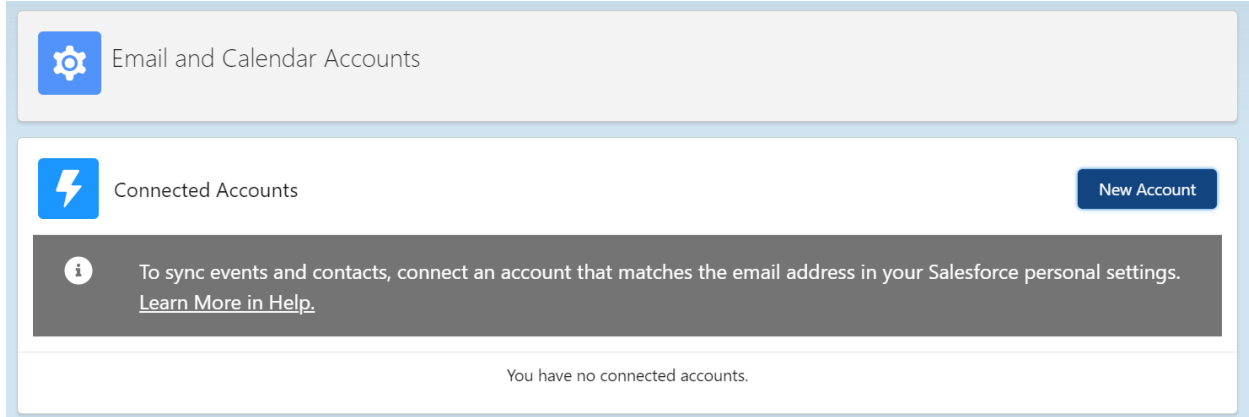 Email and Calendar Accounts
Connected Accounts
New Account
To sync events and contacts, connect an account that matches the email address in your Salesforce personal settings.
Learn More in Help.
You have no connected accounts.